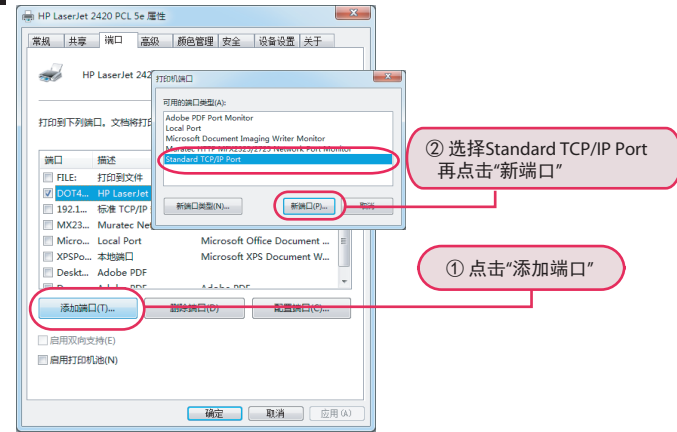 HP LaserJet 2420 PCL 5e 属性
常规 共享 端口 高级 颜色管理 安全 设备设置 关于
HP LaserJet 242
打印到下列端口。文档将打印
端口 描述
FILE: 打印到文件
DOT4... HP LaserJet
192.1... 标准 TCP/IP
MX23... Muratec Net
Micro... Local Port Microsoft Office Document ...
XPSPo... 本地端口 Microsoft XPS Document W...
Deskt... Adobe PDF
添加端口(T)... 删除端口(D) 配置端口(C)...
启用双向支持(E)
启用打印机池(N)
确定 取消 应用(A)
打印机端口
可用的端口类型(A):
Adobe PDF Port Monitor
Local Port
Microsoft Document Imaging Writer Monitor
Muratec HTTP MFX2325/2725 Network Port Monitor
Standard TCP/IP Port
新端口类型(N)... 新端口(P)... 取消
② 选择Standard TCP/IP Port
再点击“新端口”
① 点击“添加端口”